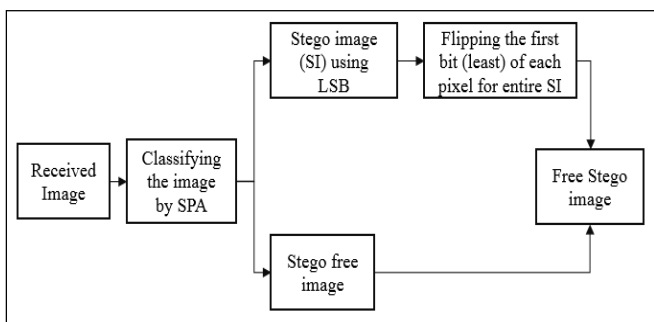 Received
Image
Classifying
the image
by SPA
Stego image
(SI) using
LSB
Flipping the first
bit (least) of each
pixel for entire SI
Stego free
image
Free Stego
image